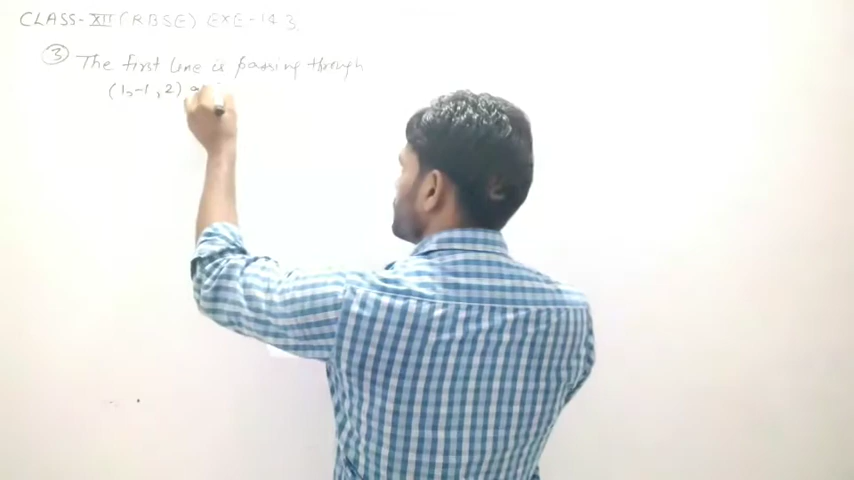 CLASS-XII (RBSE) EXE-14.3.
③ The first line is passing through
(1,-1,2)